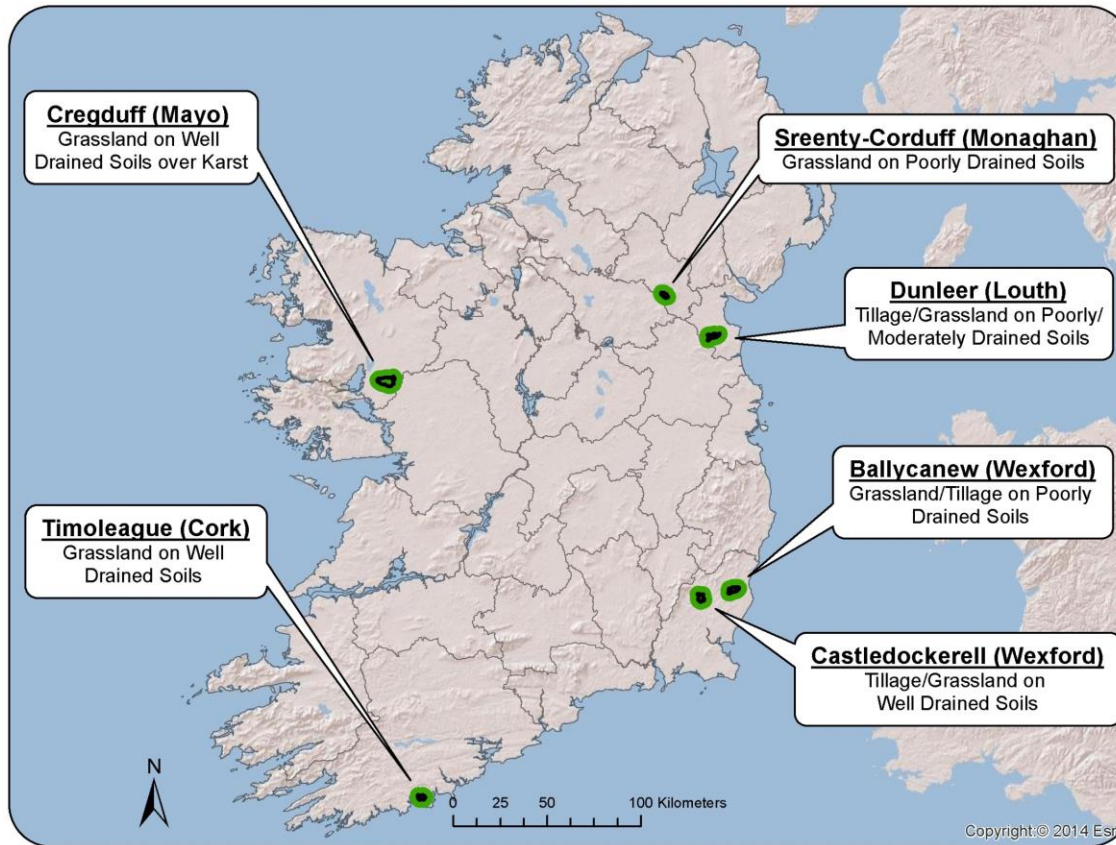 Cregduff (Mayo)
Grassland on Well
Drained Soils over Karst
Sreenty-Corduff (Monaghan)
Grassland on Poorly Drained Soils
Dunleer (Louth)
Tillage/Grassland on Poorly/
Moderately Drained Soils
Ballycanew (Wexford)
Grassland/Tillage on Poorly
Drained Soils
Timoleague (Cork)
Grassland on Well
Drained Soils
Castledockerell (Wexford)
Tillage/Grassland on
Well Drained Soils
N
0 25 50 100 Kilometers
Copyright:© 2014 Esr